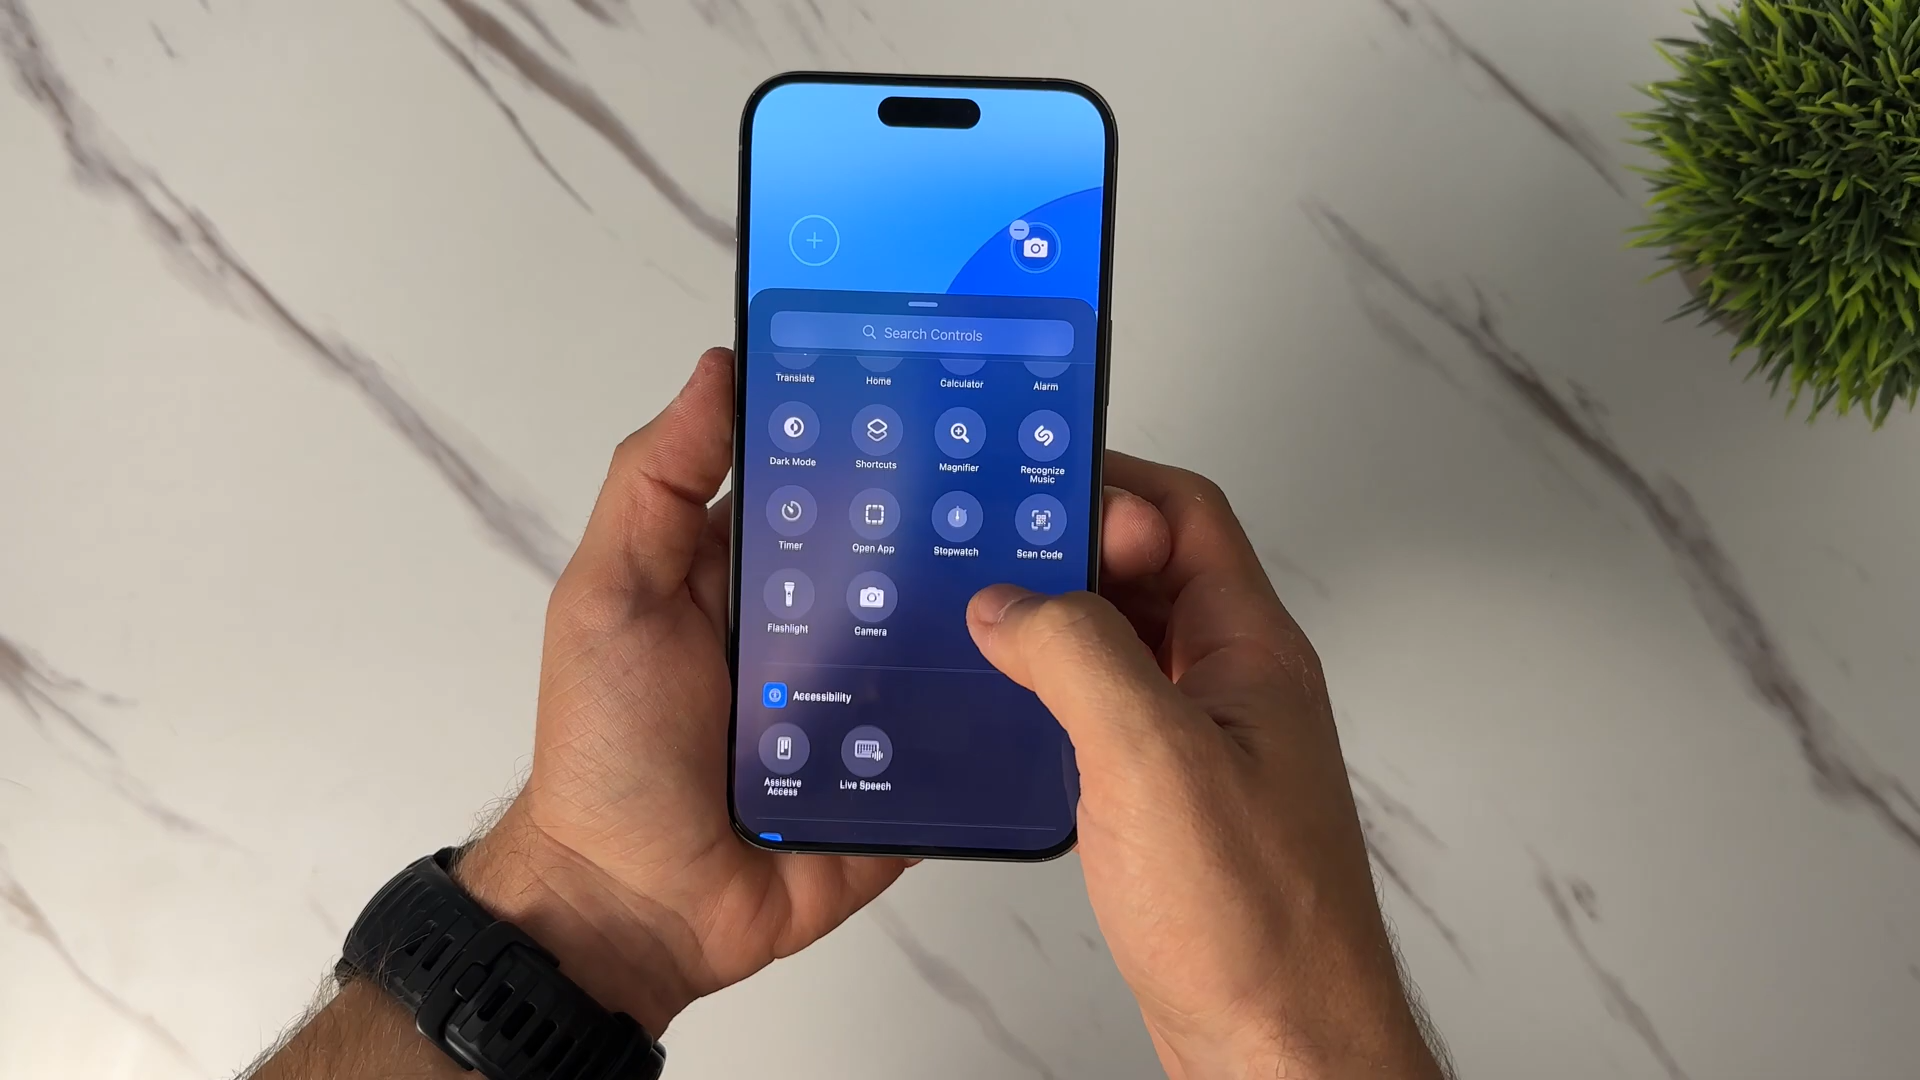 Search Controls
Translate
Home
Calculator
Alarm
Dark Mode
Shortcuts
Magnifier
Recognize
Music
Timer
Open App
Stopwatch
Scan Code
Flashlight
Camera
Accessibility
Assistive
Access
Live Speech